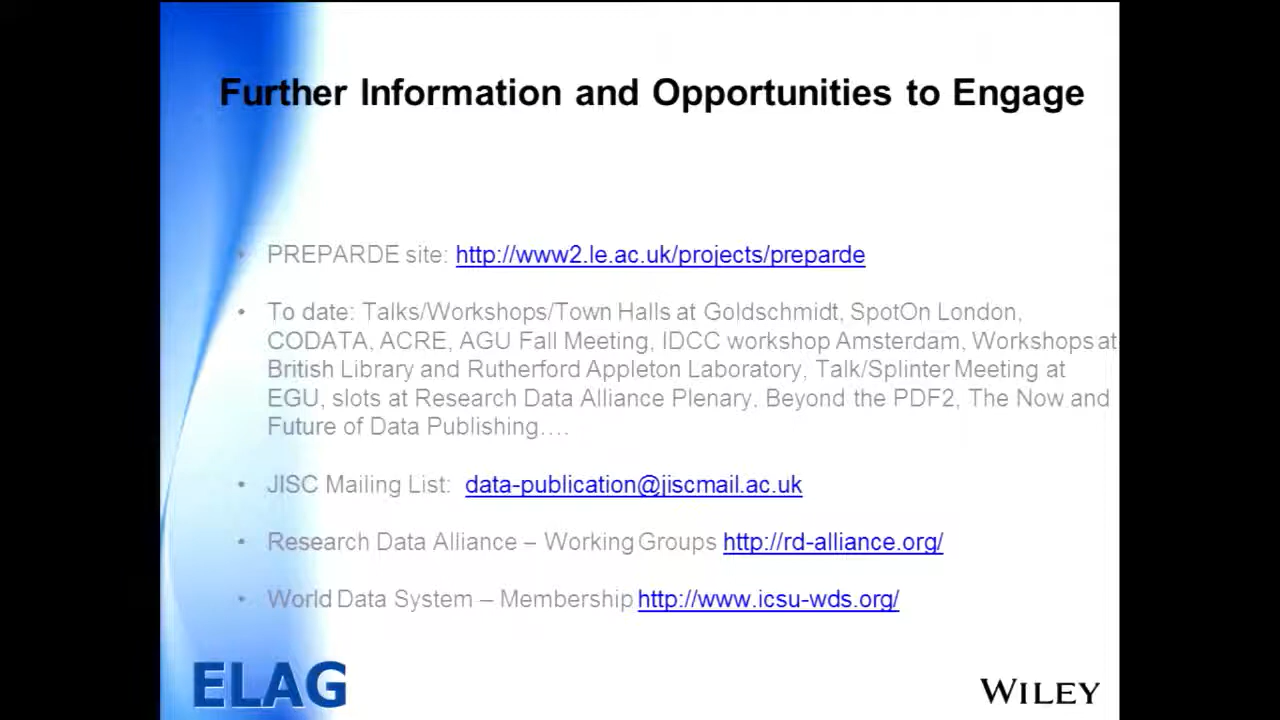 Further Information and Opportunities to Engage
• PREPARDE site: http://www2.le.ac.uk/projects/preparde
• To date: Talks/Workshops/Town Halls at Goldschmidt, SpotOn London,
CODATA, ACRE, AGU Fall Meeting, IDCC workshop Amsterdam, Workshops at
British Library and Rutherford Appleton Laboratory, Talk/Splinter Meeting at
EGU, slots at Research Data Alliance Plenary, Beyond the PDF2, The Now and
Future of Data Publishing….
• JISC Mailing List: data-publication@jiscmail.ac.uk
• Research Data Alliance – Working Groups http://rd-alliance.org/
• World Data System – Membership http://www.icsu-wds.org/
ELAG
WILEY